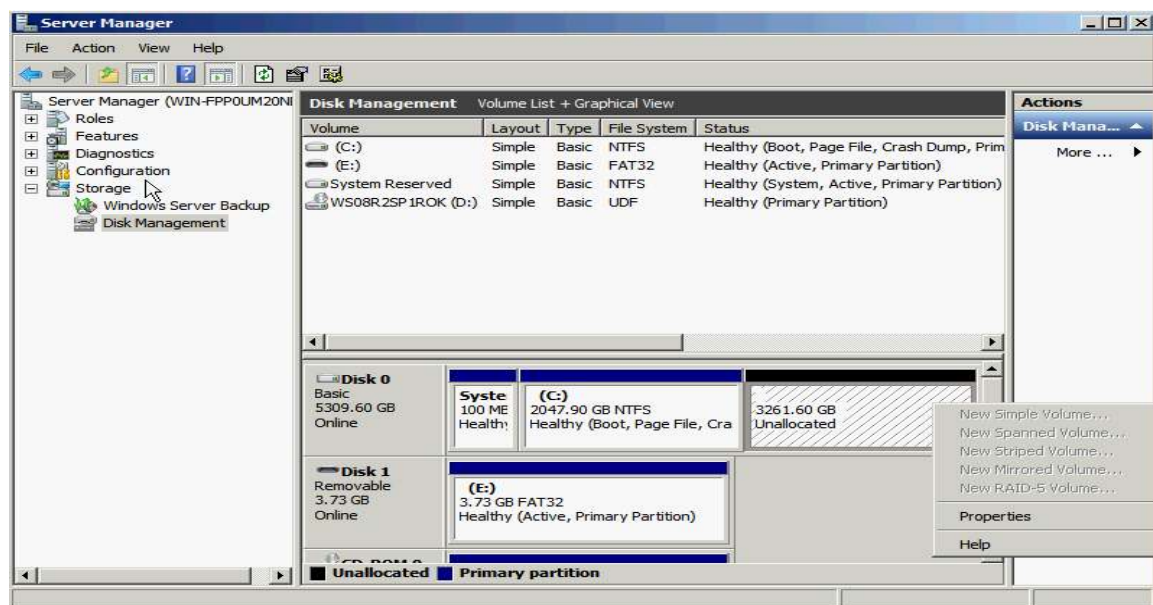 Server Manager
File Action View Help
Server Manager (WIN-FPP0UM20NI
Roles
Features
Diagnostics
Configuration
Storage
Windows Server Backup
Disk Management
Disk Management Volume List + Graphical View
Volume Layout Type File System Status
(C:) Simple Basic NTFS Healthy (Boot, Page File, Crash Dump, Prim
(E:) Simple Basic FAT32 Healthy (Active, Primary Partition)
System Reserved Simple Basic NTFS Healthy (System, Active, Primary Partition)
WS08R2SP1ROK (D:) Simple Basic UDF Healthy (Primary Partition)
Disk 0
Basic
5309.60 GB
Online
Syste
100 ME
Healthy
(C:)
2047.90 GB NTFS
Healthy (Boot, Page File, Cra
3261.60 GB
Unallocated
Disk 1
Removable
3.73 GB
Online
(E:)
3.73 GB FAT32
Healthy (Active, Primary Partition)
CD-ROM 0
Unallocated Primary partition
Actions
Disk Mana...
More ...
New Simple Volume...
New Spanned Volume...
New Striped Volume...
New Mirrored Volume...
New RAID-5 Volume...
Properties
Help